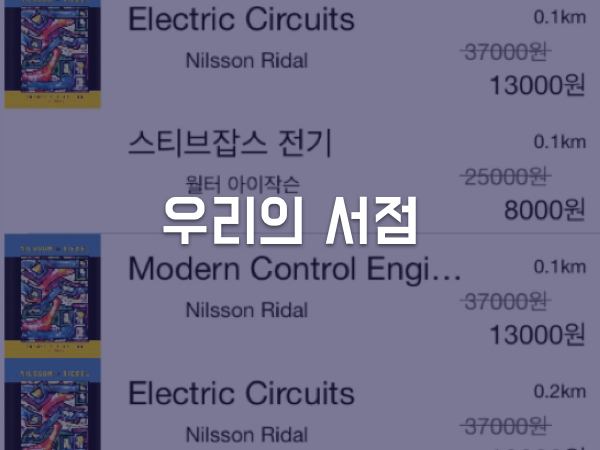 Electric Circuits
0.1km
Nilsson Ridal
37000원
13000원
스티브잡스 전기
0.1km
월터 아이작슨
25000원
8000원
우리의 서점
Modern Control Engi...
0.1km
Nilsson Ridal
37000원
13000원
Electric Circuits
0.2km
Nilsson Ridal
37000원